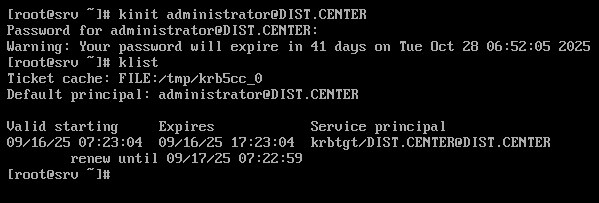 [root@srv ~]# kinit administrator@DIST.CENTER
Password for administrator@DIST.CENTER:
Warning: Your password will expire in 41 days on Tue Oct 28 06:52:05 2025
[root@srv ~]# klist
Ticket cache: FILE:/tmp/krb5cc_0
Default principal: administrator@DIST.CENTER

Valid starting     Expires            Service principal
09/16/25 07:23:04  09/16/25 17:23:04  krbtgt/DIST.CENTER@DIST.CENTER
        renew until 09/17/25 07:22:59
[root@srv ~]#